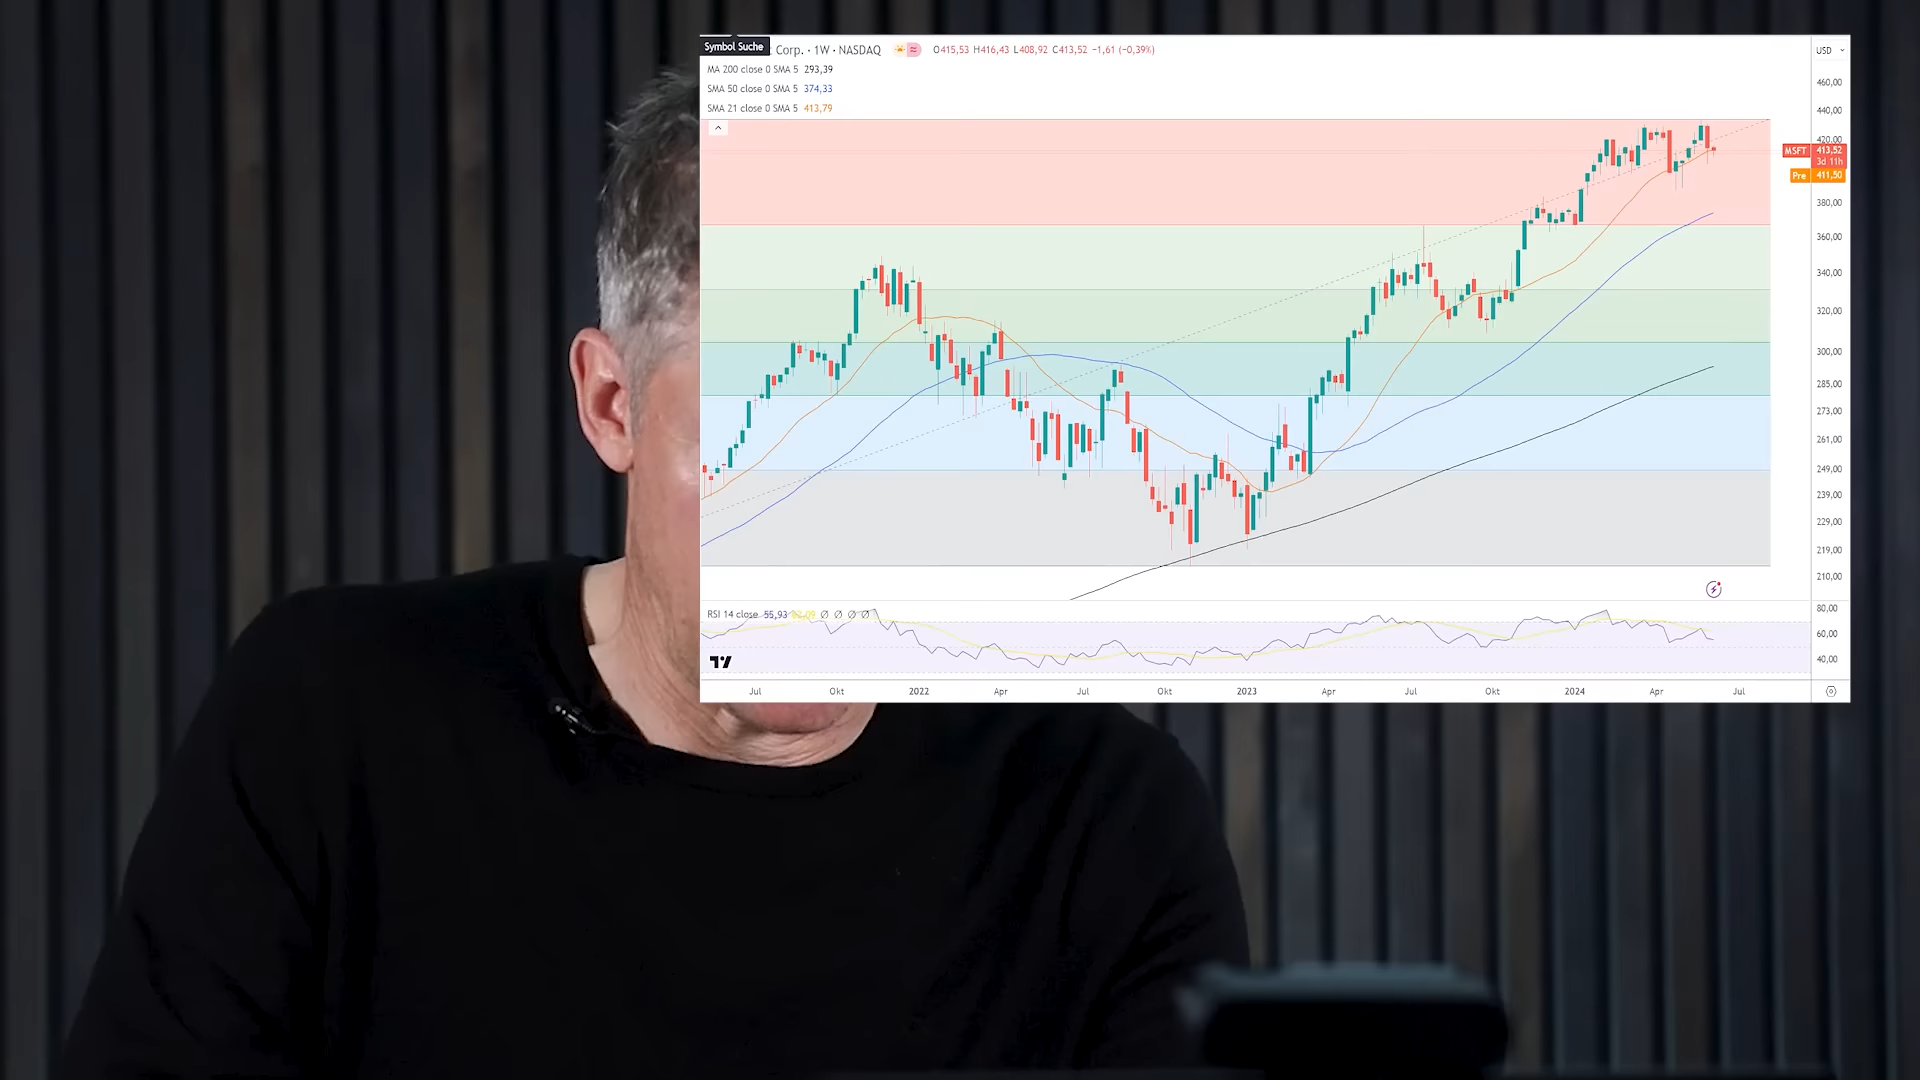 Symbol Suche
Corp. · 1W · NASDAQ
O415,53 H416,43 L408,92 C413,52 −1,61 (−0,39%)
USD
MA 200 close 0 SMA 5 293,39
SMA 50 close 0 SMA 5 374,33
SMA 21 close 0 SMA 5 413,79
460,00
440,00
420,00
MSFT 413,52
3d 11h
Pre 411,50
380,00
360,00
340,00
320,00
300,00
285,00
273,00
261,00
249,00
239,00
229,00
219,00
210,00
RSI 14 close 55,93 Ø Ø Ø Ø
80,00
60,00
40,00
Jul Okt 2022 Apr Jul Okt 2023 Apr Jul Okt 2024 Apr Jul